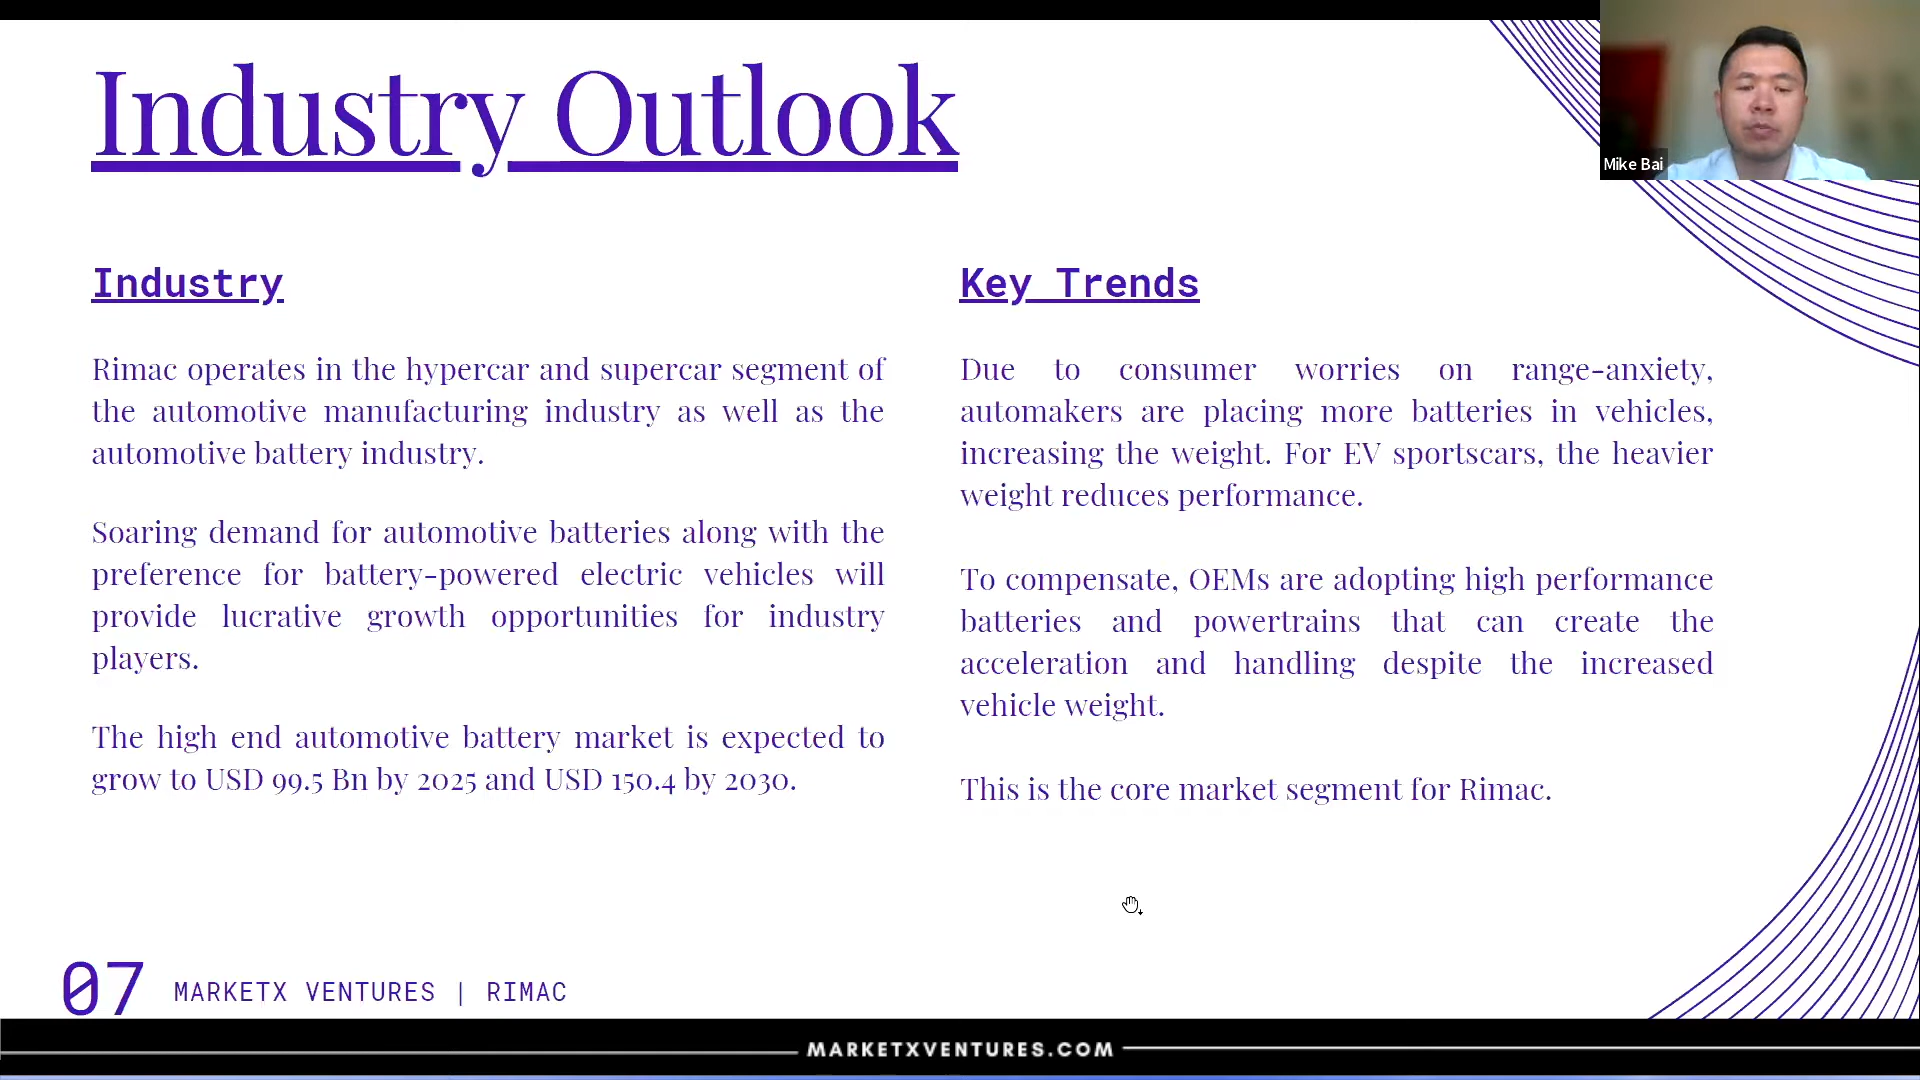 Industry Outlook
Mike Bai
Industry
Rimac operates in the hypercar and supercar segment of
the automotive manufacturing industry as well as the
automotive battery industry.
Soaring demand for automotive batteries along with the
preference for battery-powered electric vehicles will
provide lucrative growth opportunities for industry
players.
The high end automotive battery market is expected to
grow to USD 99.5 Bn by 2025 and USD 150.4 by 2030.
Key Trends
Due to consumer worries on range-anxiety,
automakers are placing more batteries in vehicles,
increasing the weight. For EV sportscars, the heavier
weight reduces performance.
To compensate, OEMs are adopting high performance
batteries and powertrains that can create the
acceleration and handling despite the increased
vehicle weight.
This is the core market segment for Rimac.
07 MARKETX VENTURES | RIMAC
MARKETXVENTURES.COM